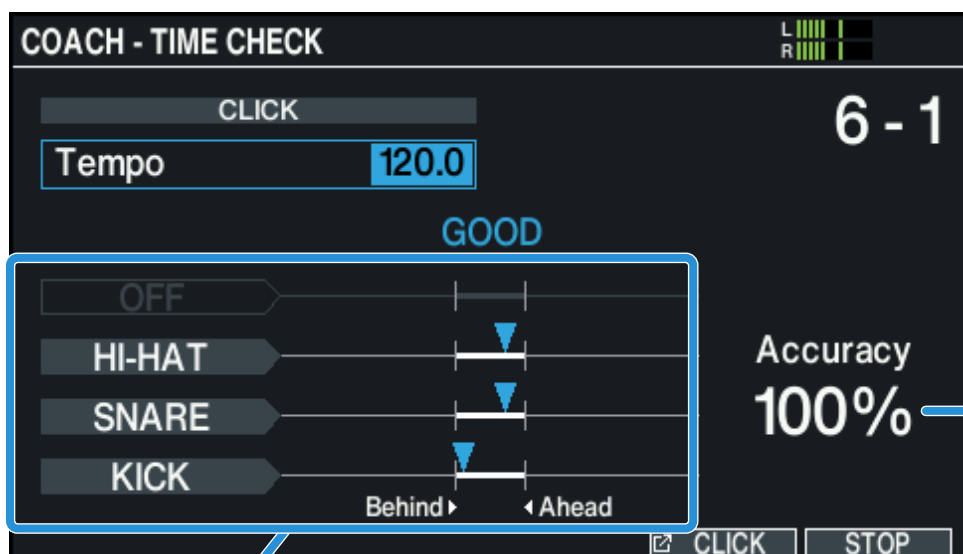 COACH - TIME CHECK
L
R
CLICK
6 - 1
Tempo 120.0
GOOD
OFF
HI-HAT
SNARE
KICK
Behind
Ahead
Accuracy
100%
CLICK
STOP